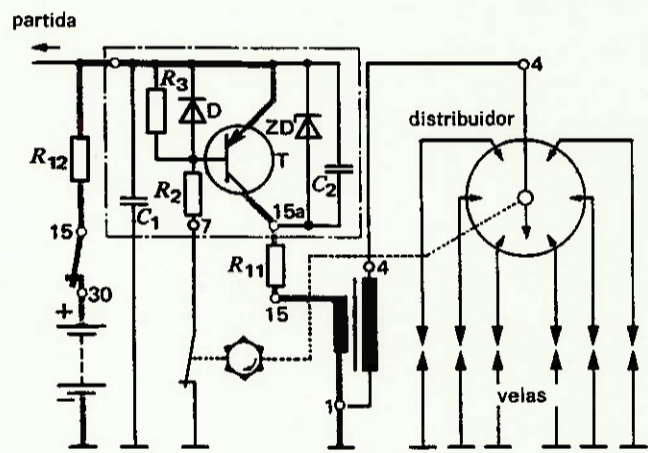 partida
R3
D
ZD
T
C2
R12
C1
R2
7
15a
15
30
+
−
R11
15
4
1
4
distribuidor
velas